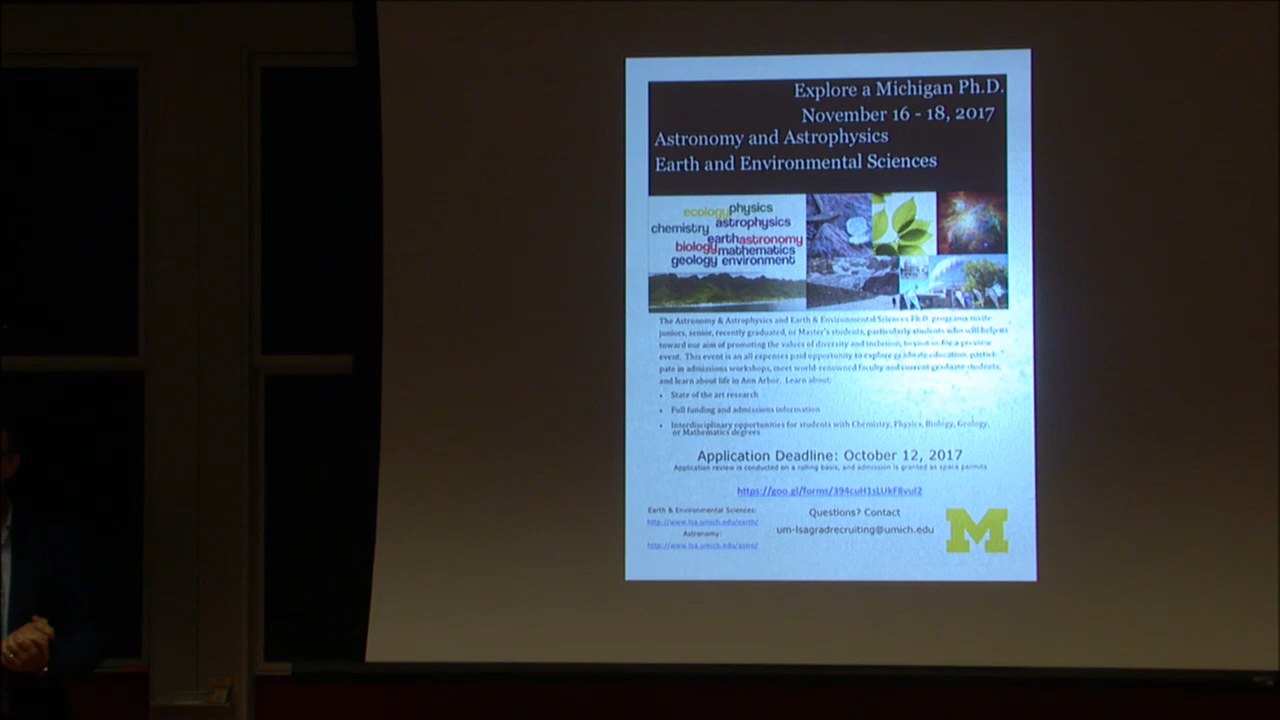 Explore a Michigan Ph.D.
November 16 - 18, 2017
Astronomy and Astrophysics
Earth and Environmental Sciences
ecology physics
chemistry astrophysics
earth astronomy
biology mathematics
geology environment
The Astronomy & Astrophysics and Earth & Environmental Sciences Ph.D. programs invite
juniors, senior, recently graduated, or Master's students, particularly students who will help us
toward our aim of promoting the values of diversity and inclusion, to visit us for a preview
event. This event is an all expenses paid opportunity to explore graduate education, partici-
pate in admissions workshops, meet world-renowned faculty and current graduate students,
and learn about life in Ann Arbor. Learn about:
• State of the art research
• Full funding and admissions information
• Interdisciplinary opportunities for students with Chemistry, Physics, Biology, Geology,
or Mathematics degrees
Application Deadline: October 12, 2017
Application review is conducted on a rolling basis, and admission is granted as space permits
https://goo.gl/forms/394cuH1sLUkF8vuI2
Earth & Environmental Sciences:
http://www.lsa.umich.edu/earth/
Astronomy:
http://www.lsa.umich.edu/astro/
Questions? Contact
um-lsagradrecruiting@umich.edu
M